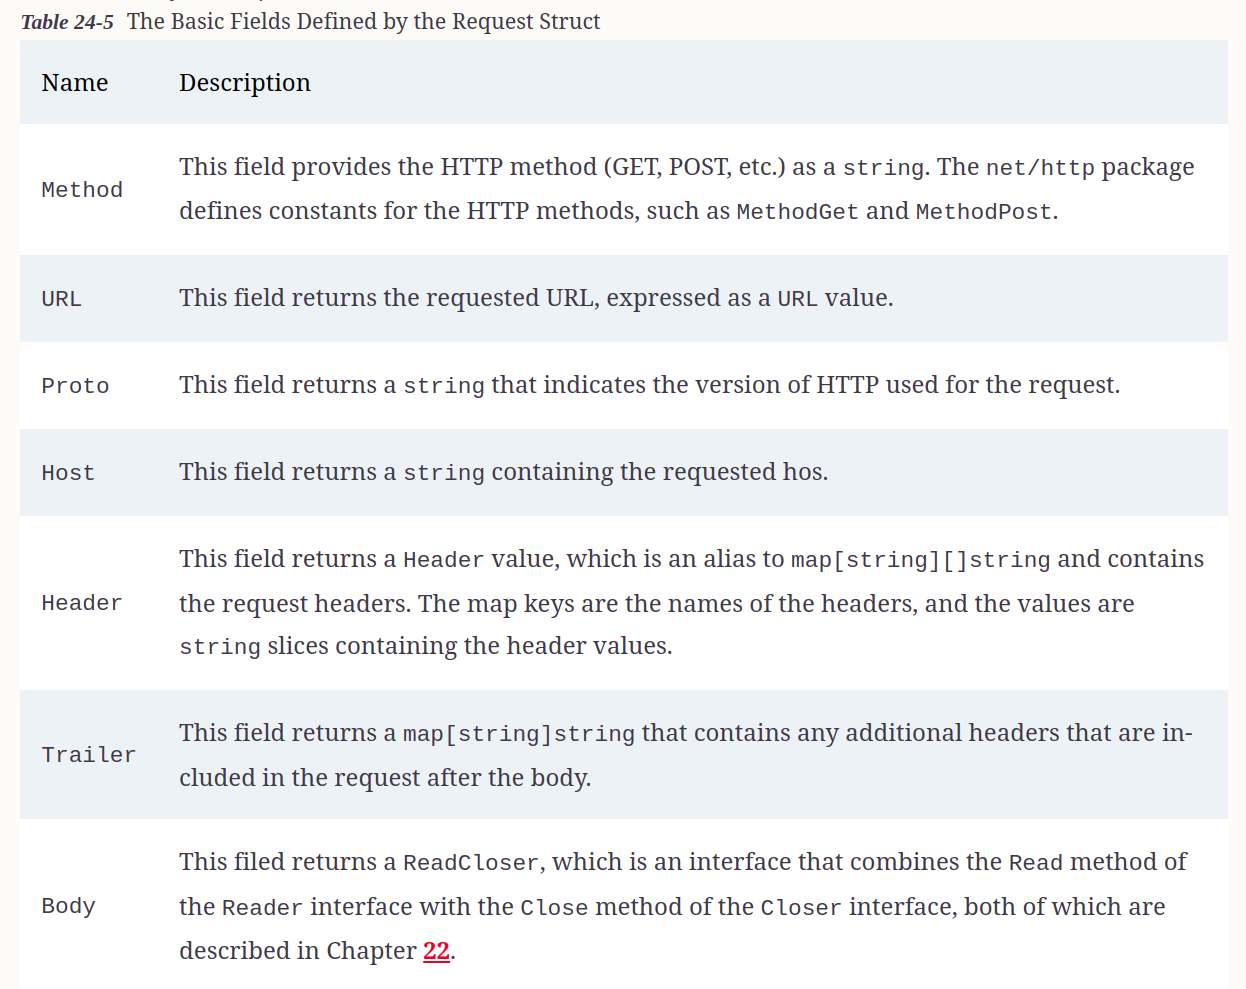 Table 24-5 The Basic Fields Defined by the Request Struct
Name Description
Method
This field provides the HTTP method (GET, POST, etc.) as a string. The net/http package
defines constants for the HTTP methods, such as MethodGet and MethodPost.
URL This field returns the requested URL, expressed as a URL value.
Proto This field returns a string that indicates the version of HTTP used for the request.
Host This field returns a string containing the requested hos.
Header
This field returns a Header value, which is an alias to map[string][]string and contains
the request headers. The map keys are the names of the headers, and the values are
string slices containing the header values.
Trailer
This field returns a map[string]string that contains any additional headers that are in-
cluded in the request after the body.
Body
This filed returns a ReadCloser, which is an interface that combines the Read method of
the Reader interface with the Close method of the Closer interface, both of which are
described in Chapter 22.